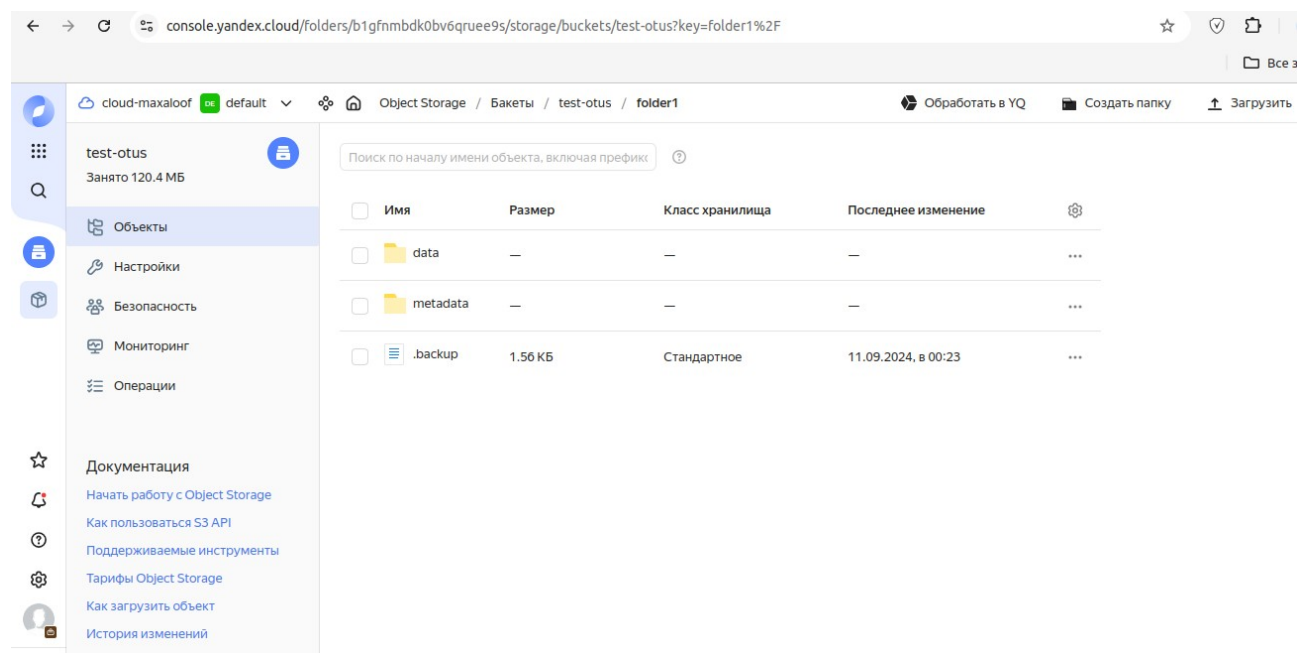 console.yandex.cloud/folders/b1gfnmbdk0bv6qruee9s/storage/buckets/test-otus?key=folder1%2F
Все з
cloud-maxaloof DE default Object Storage / Бакеты / test-otus / folder1 Обработать в YQ Создать папку Загрузить
test-otus
Занято 120.4 МБ
Объекты
Настройки
Безопасность
Мониторинг
Операции
Документация
Начать работу с Object Storage
Как пользоваться S3 API
Поддерживаемые инструменты
Тарифы Object Storage
Как загрузить объект
История изменений
Поиск по началу имени объекта, включая префикс
Имя Размер Класс хранилища Последнее изменение
data — — —
metadata — — —
.backup 1.56 КБ Стандартное 11.09.2024, в 00:23